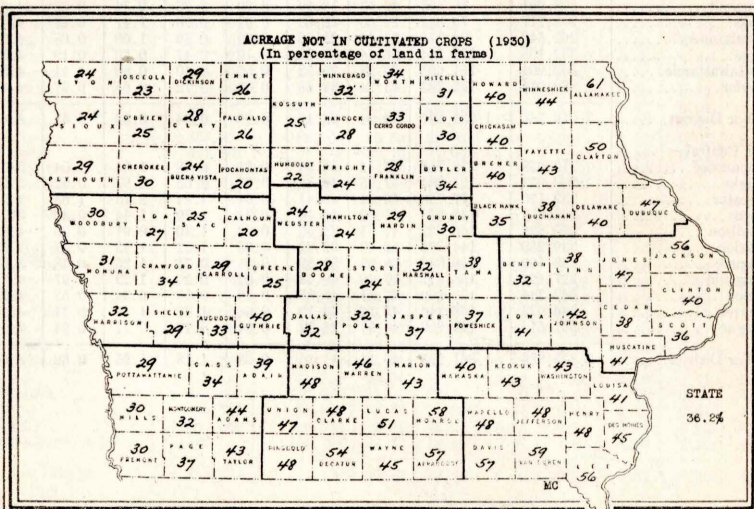 ACREAGE NOT IN CULTIVATED CROPS (1930)
(In percentage of land in farms)
LYON 24
OSCEOLA 23
DICKINSON 29
EMMET 26
WINNEBAGO 32
WORTH 34
MITCHELL 31
HOWARD 40
WINNESHIEK 44
ALLAMAKEE 61
SIOUX 24
O'BRIEN 25
CLAY 28
PALO ALTO 26
KOSSUTH 25
HANCOCK 28
CERRO GORDO 33
FLOYD 30
CHICKASAW 40
FAYETTE 43
CLAYTON 50
PLYMOUTH 29
CHEROKEE 30
BUENA VISTA 24
POCAHONTAS 20
HUMBOLDT 22
WRIGHT 24
FRANKLIN 28
BUTLER 34
BREMER 40
WOODBURY 30
IDA 27
SAC 25
CALHOUN 20
WEBSTER 24
HAMILTON 24
HARDIN 29
GRUNDY 30
BLACK HAWK 35
BUCHANAN 38
DELAWARE 40
DUBUQUE 47
MONONA 31
CRAWFORD 34
CARROLL 29
GREENE 25
BOONE 28
STORY 24
MARSHALL 32
TAMA 38
BENTON 32
LINN 38
JONES 47
JACKSON 56
CLINTON 40
HARRISON 32
SHELBY 29
AUDUBON 33
GUTHRIE 40
DALLAS 32
POLK 32
JASPER 37
POWESHIEK 37
IOWA 41
JOHNSON 42
CEDAR 38
SCOTT 36
MUSCATINE 41
POTTAWATTAMIE 29
CASS 34
ADAIR 39
MADISON 48
WARREN 46
MARION 43
MAHASKA 40
KEOKUK 43
WASHINGTON 43
LOUISA 41
MILLS 30
MONTGOMERY 32
ADAMS 44
UNION 47
CLARKE 48
LUCAS 51
MONROE 58
WAPELLO 48
JEFFERSON 48
HENRY 48
DES MOINES 45
FREMONT 30
PAGE 37
TAYLOR 43
RINGGOLD 48
DECATUR 54
WAYNE 45
APPANOOSE 57
DAVIS 57
VAN BUREN 59
LEE 56
STATE
36.2%
MC